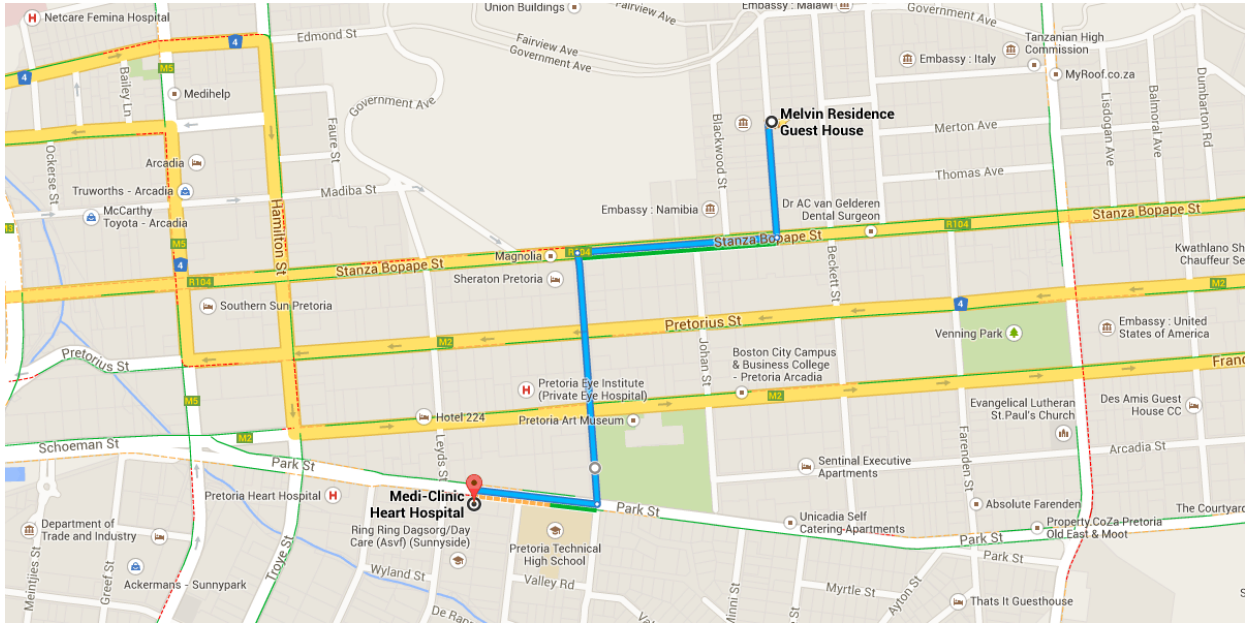 Netcare Femina Hospital
Union Buildings
Fairview Ave
Embassy : Malawi
Government Ave
4
Edmond St
Fairview Ave
Government Ave
Tanzanian High
Commission
Embassy : Italy
4
M5
Bailey Ln
Medihelp
MyRoof.co.za
Government Ave
Faure St
Blackwood St
Melvin Residence
Guest House
Merton Ave
Lisdogan Ave
Balmoral Ave
Dumbarton Rd
Ockerse St
Arcadia
Thomas Ave
Truworths - Arcadia
Madiba St
McCarthy
Toyota - Arcadia
Hamilton St
Embassy : Namibia
Dr AC van Gelderen
Dental Surgeon
Stanza Bopape St
R104
Stanza Bopape St
M5
4
Magnolia
R104
Stanza Bopape St
Kwathlano Sh
Chauffeur Se
R104
Sheraton Pretoria
Beckett St
M2
Southern Sun Pretoria
4
Pretorius St
Venning Park
Embassy : United
States of America
M2
Pretorius St
Johan St
Boston City Campus
& Business College
- Pretoria Arcadia
Franc
Pretoria Eye Institute
(Private Eye Hospital)
M2
M5
Hotel 224
Pretoria Art Museum
Evangelical Lutheran
St.Paul's Church
Des Amis Guest
House CC
M2
Schoeman St
Leyds St
Farenden St
Arcadia St
Park St
Sentinal Executive
Apartments
Pretoria Heart Hospital
Medi-Clinic
Heart Hospital
Park St
Absolute Farenden
The Courtyard
Department of
Trade and Industry
Ring Ring Dagsorg/Day
Care (Asvf) (Sunnyside)
Pretoria Technical
High School
Unicadia Self
Catering-Apartments
Park St
Property.CoZa Pretoria
Old East & Moot
Park St
Meintjies St
Greef St
Ackermans - Sunnypark
Troye St
Wyland St
Valley Rd
Myrtle St
Ayton St
Thats It Guesthouse
Minni St
St
De Rap